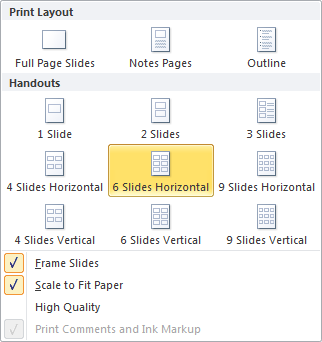 Print Layout
Full Page Slides Notes Pages Outline
Handouts
1 Slide 2 Slides 3 Slides
4 Slides Horizontal 6 Slides Horizontal 9 Slides Horizontal
4 Slides Vertical 6 Slides Vertical 9 Slides Vertical
Frame Slides
Scale to Fit Paper
High Quality
Print Comments and Ink Markup